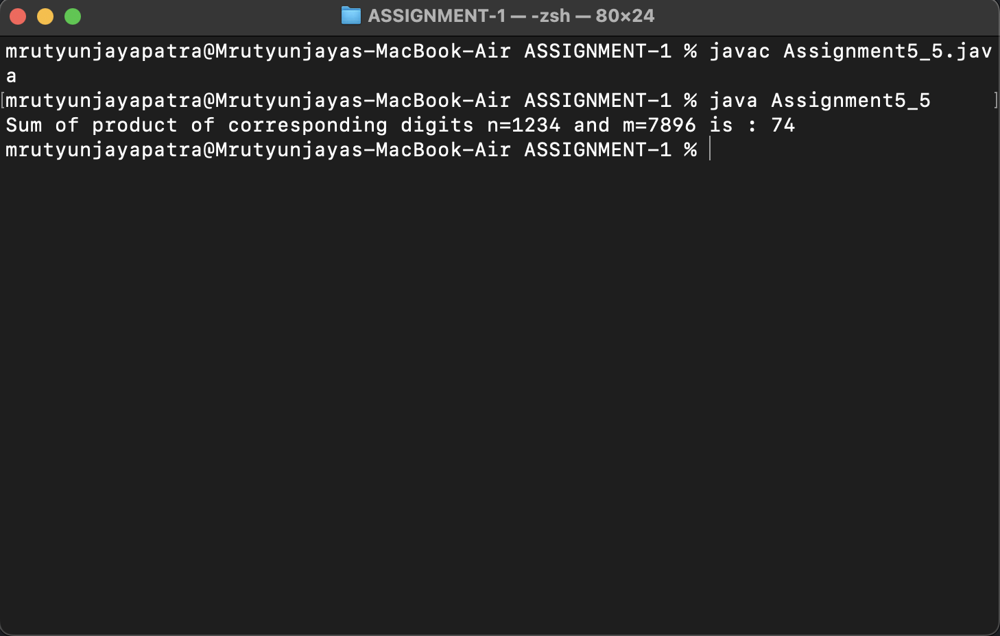 ASSIGNMENT-1 — -zsh — 80×24
mrutyunjayapatra@Mrutyunjayas-MacBook-Air ASSIGNMENT-1 % javac Assignment5_5.jav
a
[mrutyunjayapatra@Mrutyunjayas-MacBook-Air ASSIGNMENT-1 % java Assignment5_5 ]
Sum of product of corresponding digits n=1234 and m=7896 is : 74
mrutyunjayapatra@Mrutyunjayas-MacBook-Air ASSIGNMENT-1 %